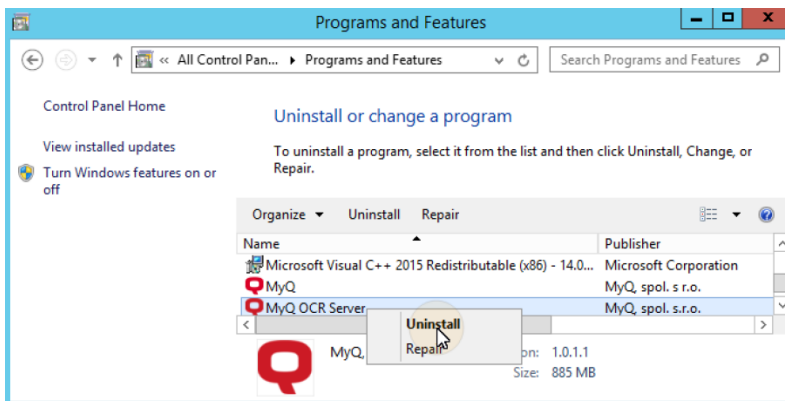 Programs and Features
« All Control Pan... Programs and Features
Search Programs and Features
Control Panel Home
View installed updates
Turn Windows features on or
off
Uninstall or change a program
To uninstall a program, select it from the list and then click Uninstall, Change, or
Repair.
Organize Uninstall Repair
Name Publisher
Microsoft Visual C++ 2015 Redistributable (x86) - 14.0... Microsoft Corporation
MyQ MyQ, spol. s r.o.
MyQ OCR Server MyQ, spol. s.r.o.
Uninstall
Repair
MyQ, on: 1.0.1.1
Size: 885 MB